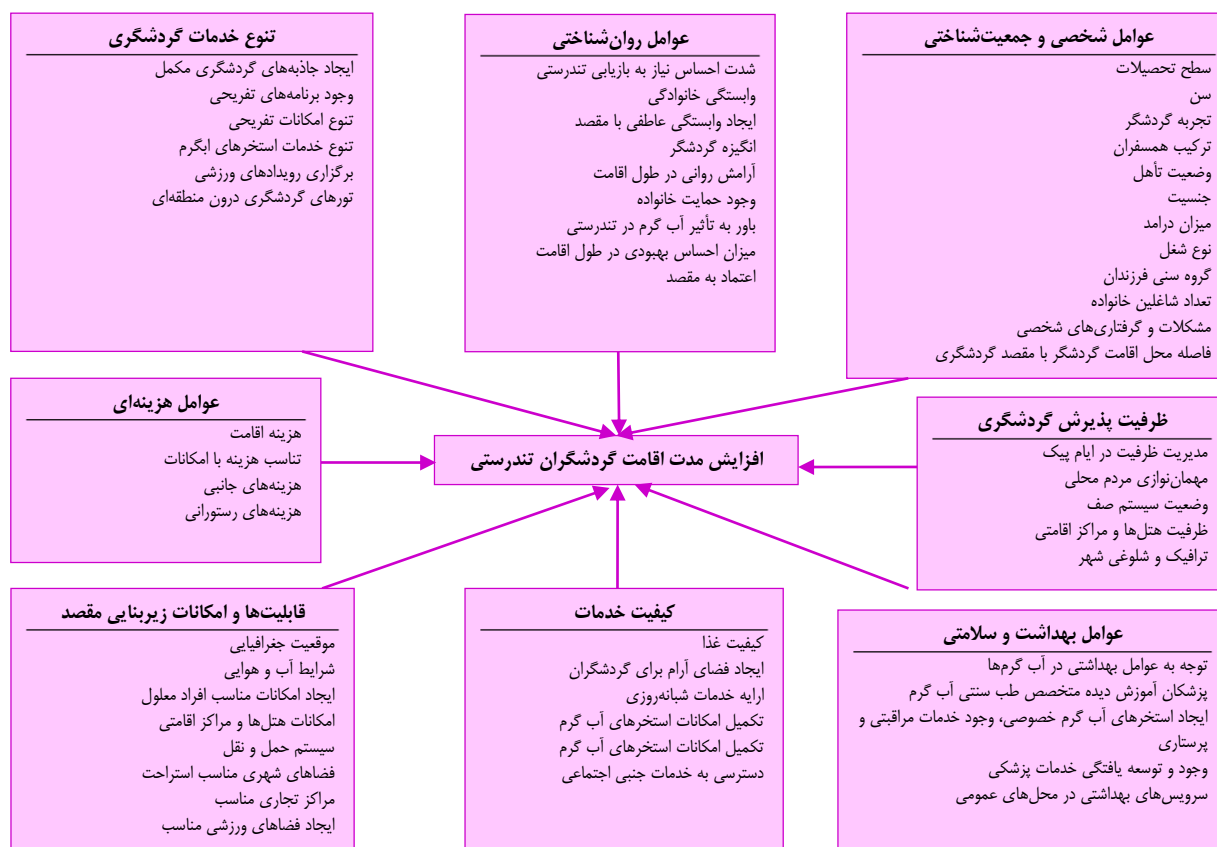 عوامل شخصی و جمعیت‌شناختی
سطح تحصیلات
سن
تجربه گردشگر
ترکیب همسفران
وضعیت تأهل
جنسیت
میزان درامد
نوع شغل
گروه سنی فرزندان
تعداد شاغلین خانواده
مشکلات و گرفتاری‌های شخصی
فاصله محل اقامت گردشگر با مقصد گردشگری
عوامل روان‌شناختی
شدت احساس نیاز به بازیابی تندرستی
وابستگی خانوادگی
ایجاد وابستگی عاطفی با مقصد
انگیزه گردشگر
آرامش روانی در طول اقامت
وجود حمایت خانواده
باور به تأثیر آب گرم در تندرستی
میزان احساس بهبودی در طول اقامت
اعتماد به مقصد
تنوع خدمات گردشگری
ایجاد جاذبه‌های گردشگری مکمل
وجود برنامه‌های تفریحی
تنوع امکانات تفریحی
تنوع خدمات استخرهای ابگرم
برگزاری رویدادهای ورزشی
تورهای گردشگری درون منطقه‌ای
ظرفیت پذیرش گردشگری
مدیریت ظرفیت در ایام پیک
مهمان‌نوازی مردم محلی
وضعیت سیستم صف
ظرفیت هتل‌ها و مراکز اقامتی
ترافیک و شلوغی شهر
افزایش مدت اقامت گردشگران تندرستی
عوامل هزینه‌ای
هزینه اقامت
تناسب هزینه با امکانات
هزینه‌های جانبی
هزینه‌های رستورانی
عوامل بهداشت و سلامتی
توجه به عوامل بهداشتی در آب گرم‌ها
پزشکان آموزش دیده متخصص طب سنتی آب گرم
ایجاد استخرهای آب گرم خصوصی، وجود خدمات مراقبتی و
پرستاری
وجود و توسعه یافتگی خدمات پزشکی
سرویس‌های بهداشتی در محل‌های عمومی
کیفیت خدمات
کیفیت غذا
ایجاد فضای آرام برای گردشگران
ارایه خدمات شبانه‌روزی
تکمیل امکانات استخرهای آب گرم
تکمیل امکانات استخرهای آب گرم
دسترسی به خدمات جنبی اجتماعی
قابلیت‌ها و امکانات زیربنایی مقصد
موقعیت جغرافیایی
شرایط آب و هوایی
ایجاد امکانات مناسب افراد معلول
امکانات هتل‌ها و مراکز اقامتی
سیستم حمل و نقل
فضاهای شهری مناسب استراحت
مراکز تجاری مناسب
ایجاد فضاهای ورزشی مناسب